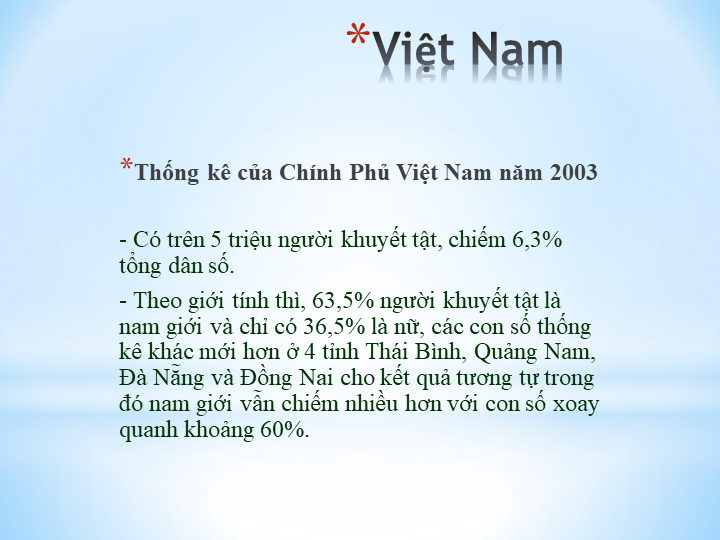 *Việt Nam
*Thống kê của Chính Phủ Việt Nam năm 2003
- Có trên 5 triệu người khuyết tật, chiếm 6,3%
tổng dân số.
- Theo giới tính thì, 63,5% người khuyết tật là
nam giới và chỉ có 36,5% là nữ, các con số thống
kê khác mới hơn ở 4 tỉnh Thái Bình, Quảng Nam,
Đà Nẵng và Đồng Nai cho kết quả tương tự trong
đó nam giới vẫn chiếm nhiều hơn với con số xoay
quanh khoảng 60%.